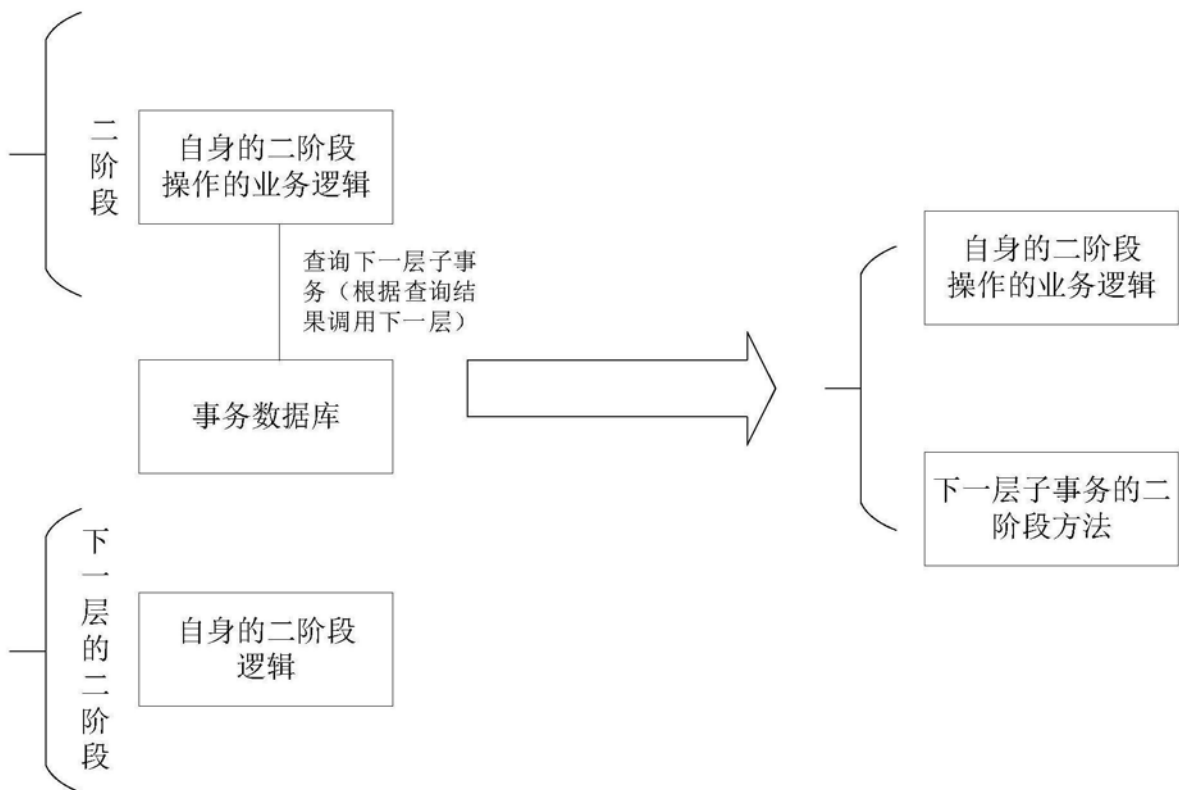 二阶段
自身的二阶段
操作的业务逻辑
查询下一层子事
务（根据查询结
果调用下一层）
事务数据库
下一层的二阶段
自身的二阶段
逻辑
自身的二阶段
操作的业务逻辑
下一层子事务的二
阶段方法